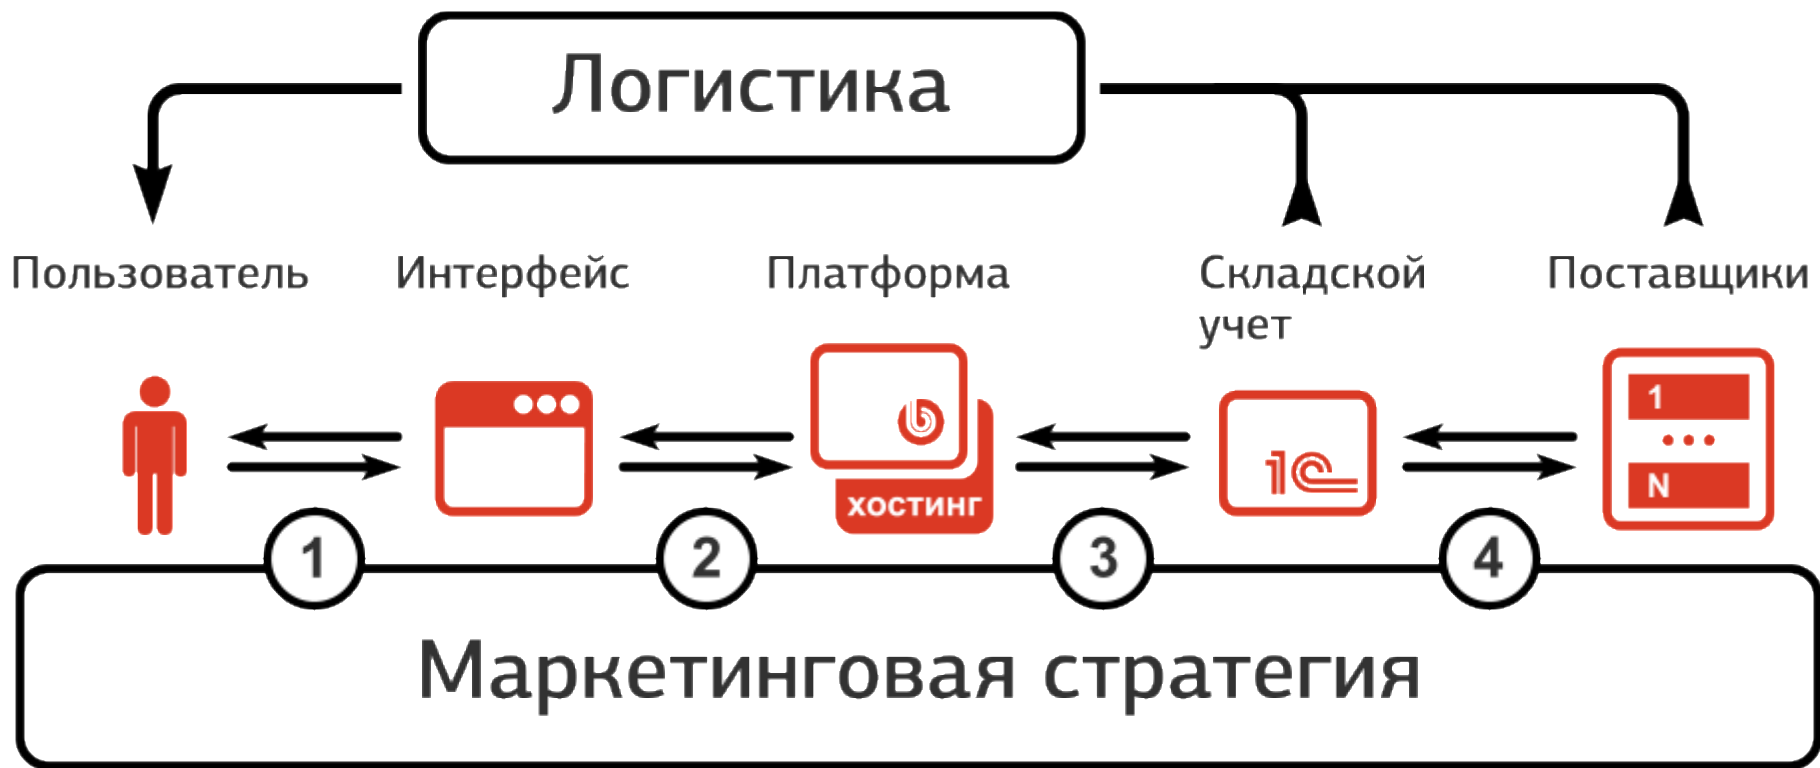 Логистика
Пользователь
Интерфейс
Платформа
Складской
учет
Поставщики
хостинг
1С
1
N
1
2
3
4
Маркетинговая стратегия